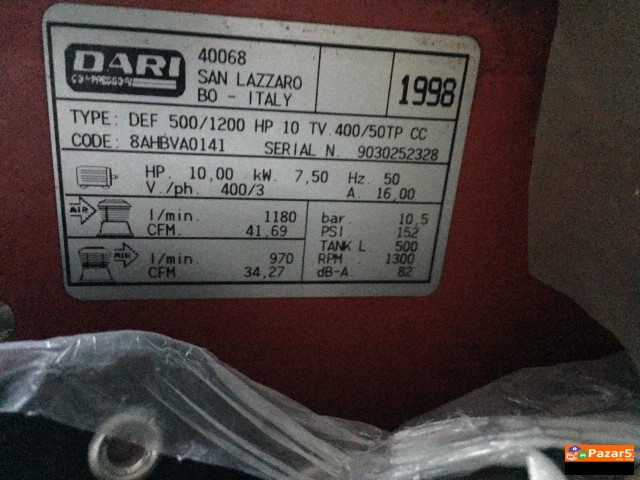 DARI
COMPRESSORI
40068
SAN LAZZARO
BO - ITALY
1998
TYPE: DEF 500/1200 HP 10 TV.400/50TP CC
CODE: 8AHBVA0141 SERIAL N. 9030252328
HP. 10,00 kW. 7,50 Hz. 50
V./ph. 400/3 A. 16,00
AIR
l/min. 1180
CFM. 41,69
AIR
l/min. 970
CFM. 34,27
bar. 10,5
PSI. 152
TANK L. 500
RPM. 1300
dB-A. 82
Pazar5